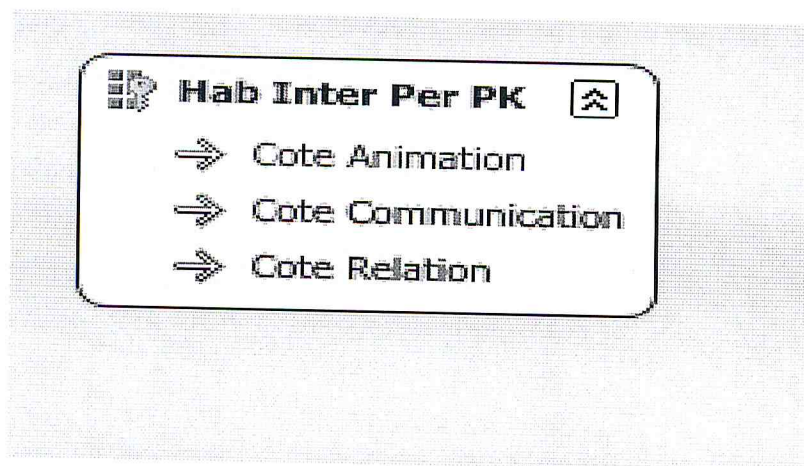 Hab Inter Per PK
Cote Animation
Cote Communication
Cote Relation